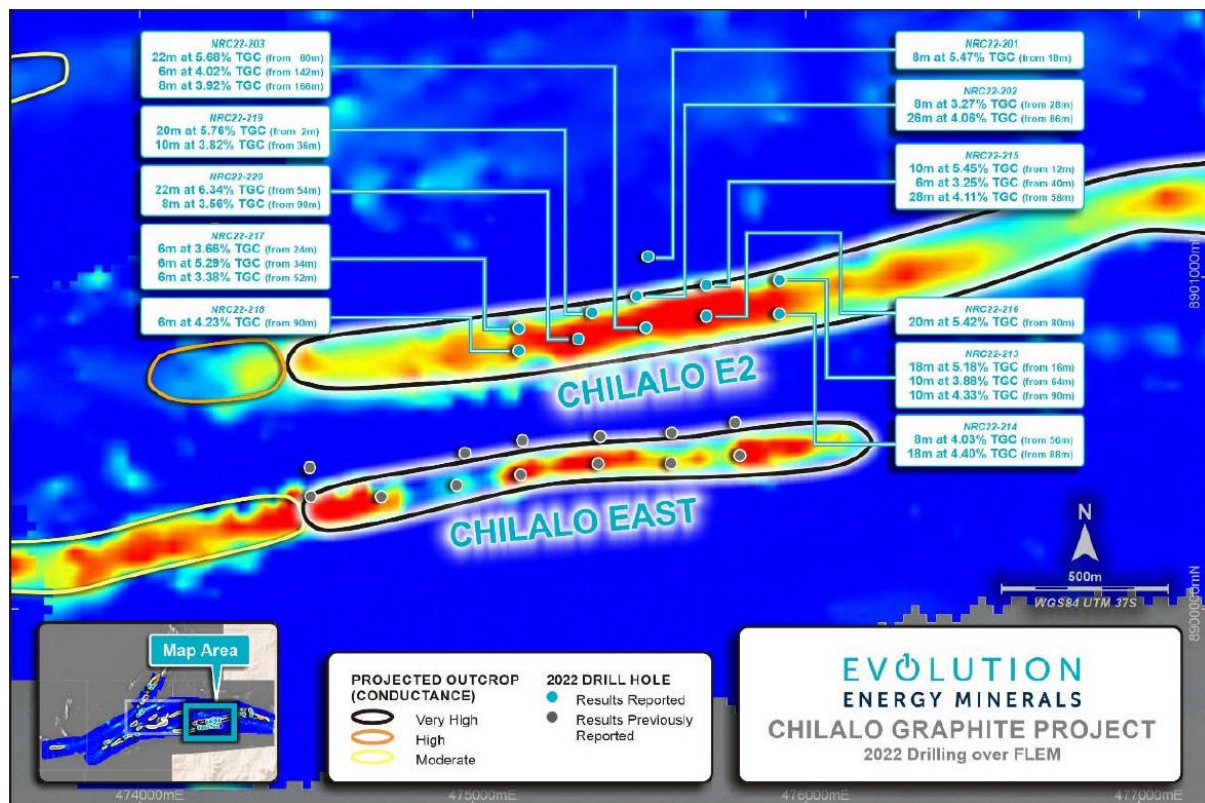 NRC22-203
22m at 5.68% TGC (from 80m)
6m at 4.02% TGC (from 142m)
8m at 3.92% TGC (from 166m)
NRC22-219
20m at 5.76% TGC (from 2m)
10m at 3.82% TGC (from 36m)
NRC22-220
22m at 6.34% TGC (from 54m)
8m at 3.56% TGC (from 90m)
NRC22-217
6m at 3.66% TGC (from 24m)
6m at 5.29% TGC (from 34m)
6m at 3.38% TGC (from 52m)
NRC22-218
6m at 4.23% TGC (from 90m)
NRC22-201
8m at 5.47% TGC (from 18m)
NRC22-202
8m at 3.27% TGC (from 28m)
26m at 4.06% TGC (from 86m)
NRC22-215
10m at 5.45% TGC (from 12m)
6m at 3.25% TGC (from 40m)
28m at 4.11% TGC (from 58m)
NRC22-216
20m at 5.42% TGC (from 80m)
NRC22-213
18m at 5.18% TGC (from 16m)
10m at 3.88% TGC (from 64m)
10m at 4.33% TGC (from 90m)
NRC22-214
8m at 4.03% TGC (from 56m)
18m at 4.40% TGC (from 88m)
CHILALO E2
CHILALO EAST
8901000mN
8900000mN
N
500m
WGS84 UTM 37S
Map Area
PROJECTED OUTCROP
(CONDUCTANCE)
Very High
High
Moderate
2022 DRILL HOLE
Results Reported
Results Previously
Reported
EVOLUTION
ENERGY MINERALS
CHILALO GRAPHITE PROJECT
2022 Drilling over FLEM
474000mE
475000mE
476000mE
477000mE